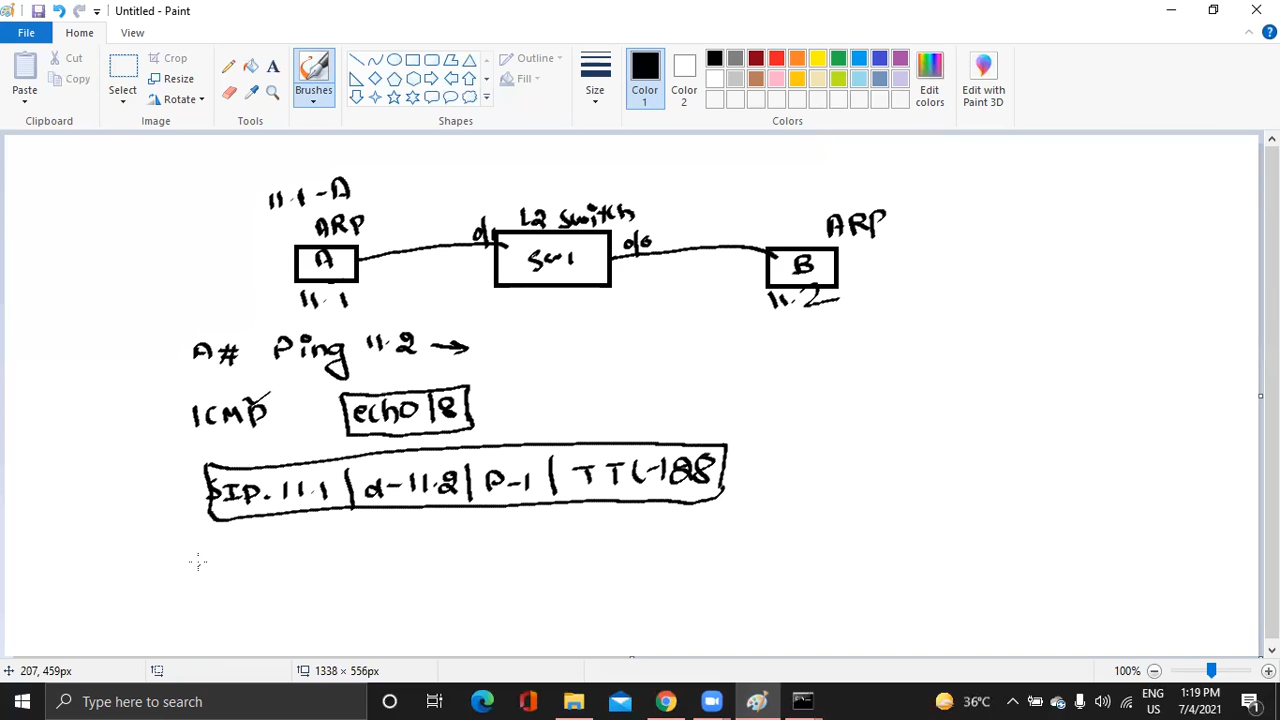 Untitled - Paint
File Home View
Paste Cut Copy
Clipboard
Select Crop Resize Rotate
Image
Tools
Brushes
Shapes
Outline
Fill
Size
Color 1
Color 2
Edit colors
Colors
Edit with Paint 3D
11.1 - A
ARP
A
11.1
L2 Switch
SW1
0/0
ARP
B
11.2
A# Ping 11.2
ICMP echo | 8
SIP. 11.1 | d-11.2 | P-1 | TTL-128
207, 459px
1338 × 556px
100%
Type here to search
36°C
ENG
US
1:19 PM
7/4/2021